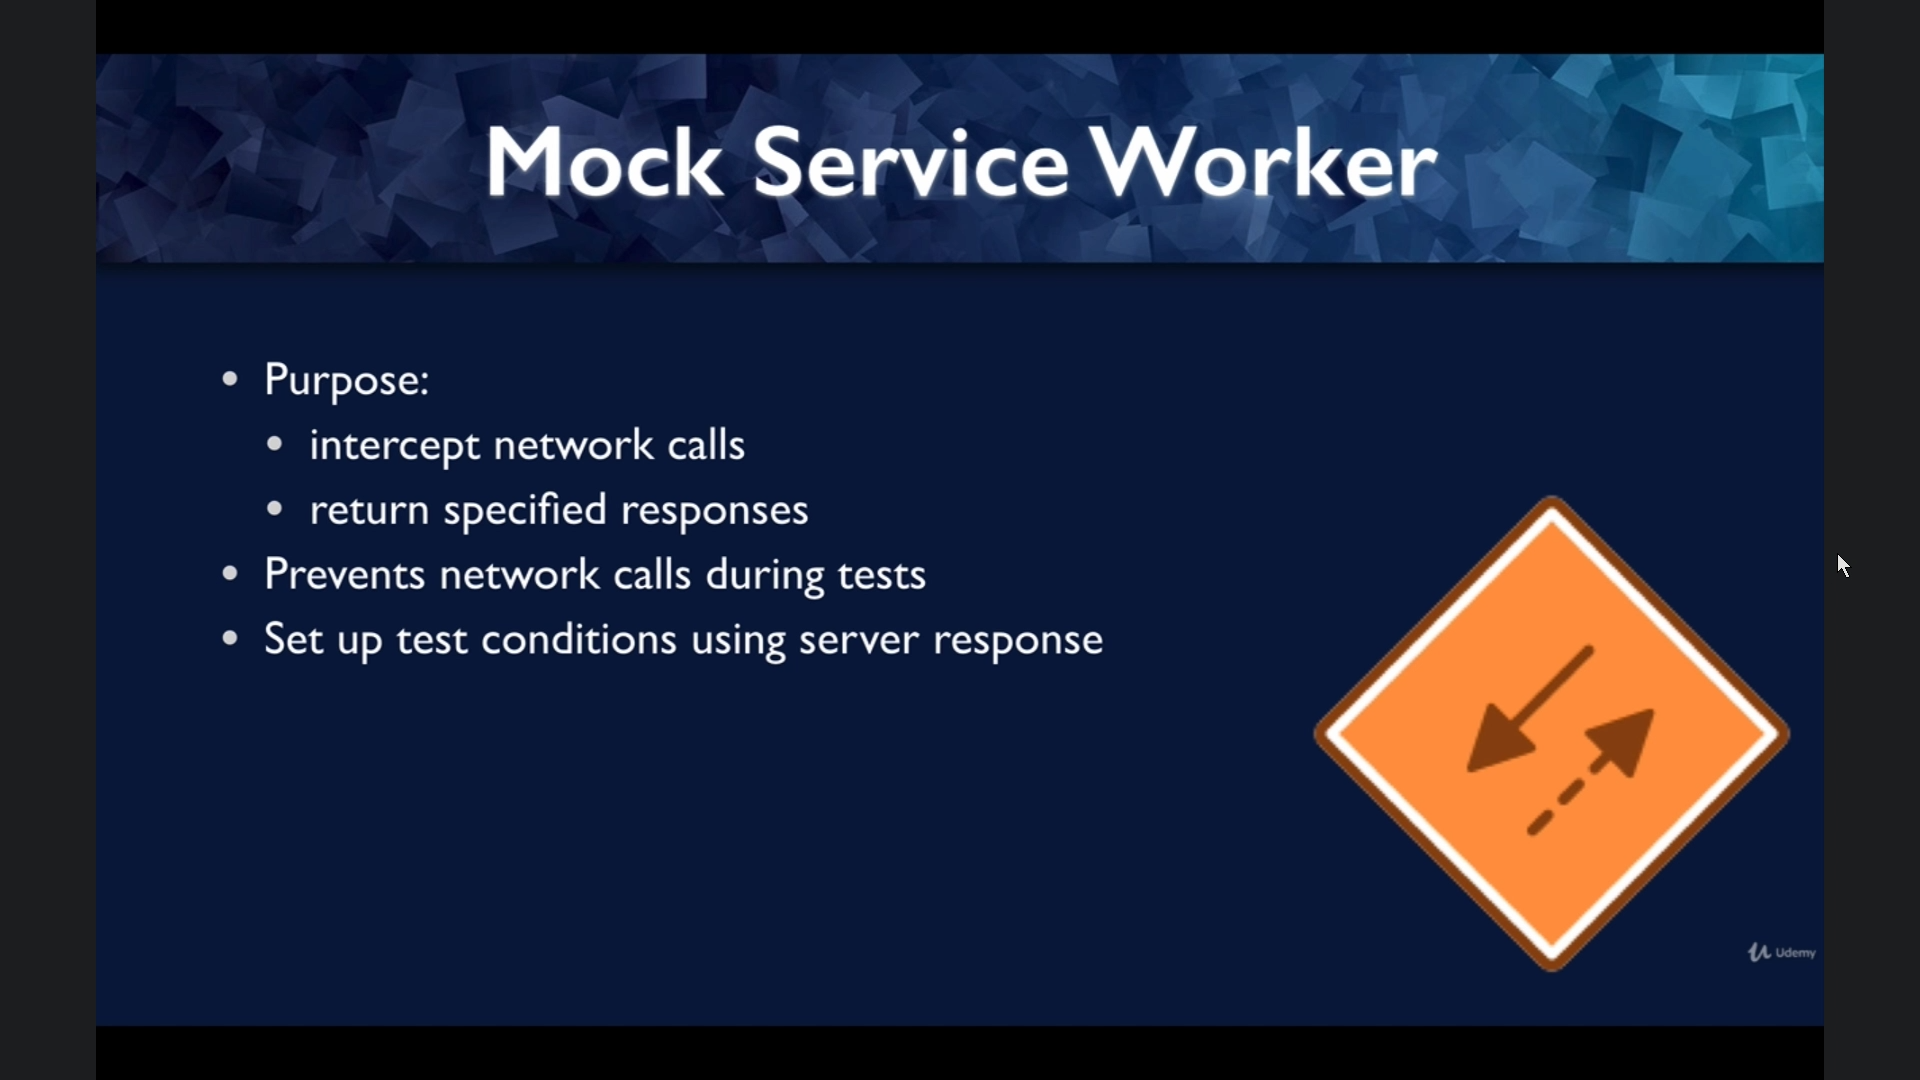 Mock Service Worker
• Purpose:
• intercept network calls
• return specified responses
• Prevents network calls during tests
• Set up test conditions using server response
Udemy